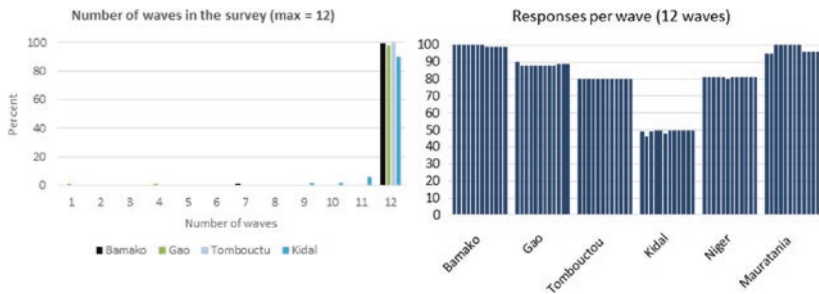 Number of waves in the survey (max = 12)
Percent
100
80
60
40
20
0
1 2 3 4 5 6 7 8 9 10 11 12
Number of waves
Bamako Gao Tombouctu Kidal
Responses per wave (12 waves)
100
90
80
70
60
50
40
30
20
10
0
Bamako
Gao
Tombouctou
Kidal
Niger
Mauratania